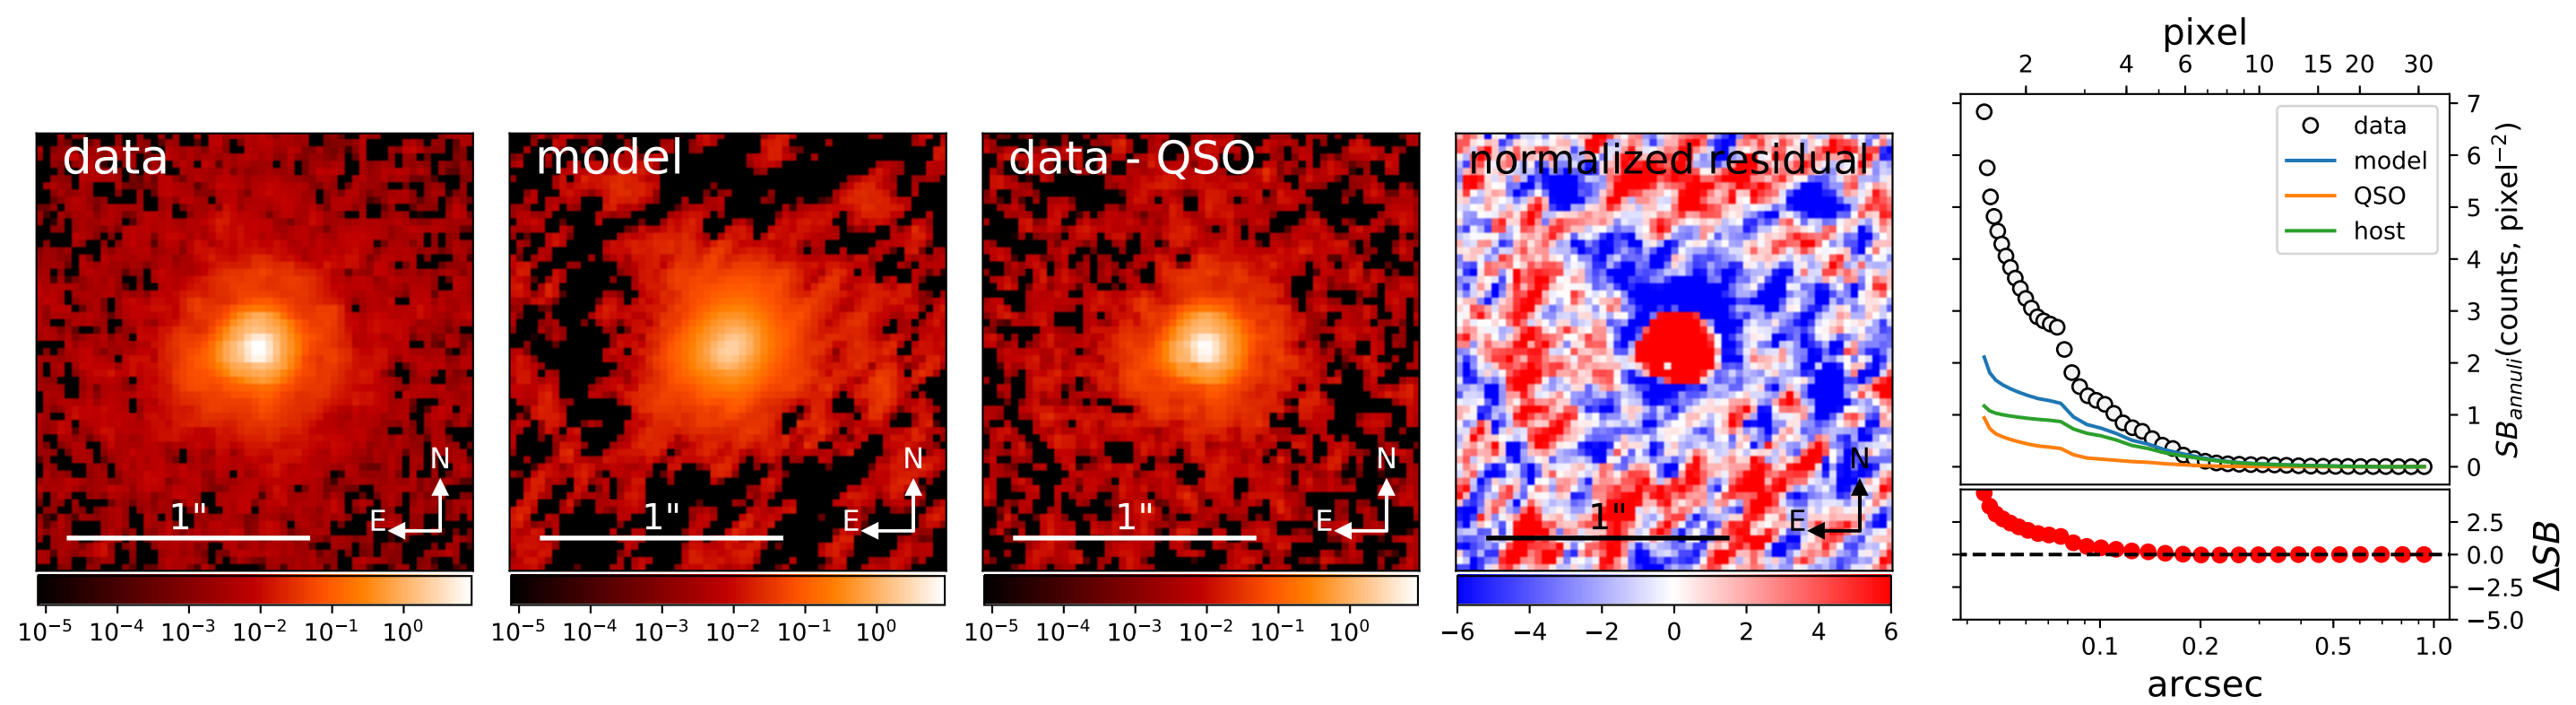 data
1"
N
E
10⁻⁵ 10⁻⁴ 10⁻³ 10⁻² 10⁻¹ 10⁰
model
1"
N
E
10⁻⁵ 10⁻⁴ 10⁻³ 10⁻² 10⁻¹ 10⁰
data - QSO
1"
N
E
10⁻⁵ 10⁻⁴ 10⁻³ 10⁻² 10⁻¹ 10⁰
normalized residual
1"
N
E
−6 −4 −2 0 2 4 6
pixel
2 4 6 10 15 20 30
data
model
QSO
host
7
6
5
4
3
2
1
0
SB_annuli(counts, pixel⁻²)
2.5
0.0
−2.5
−5.0
ΔSB
0.1 0.2 0.5 1.0
arcsec